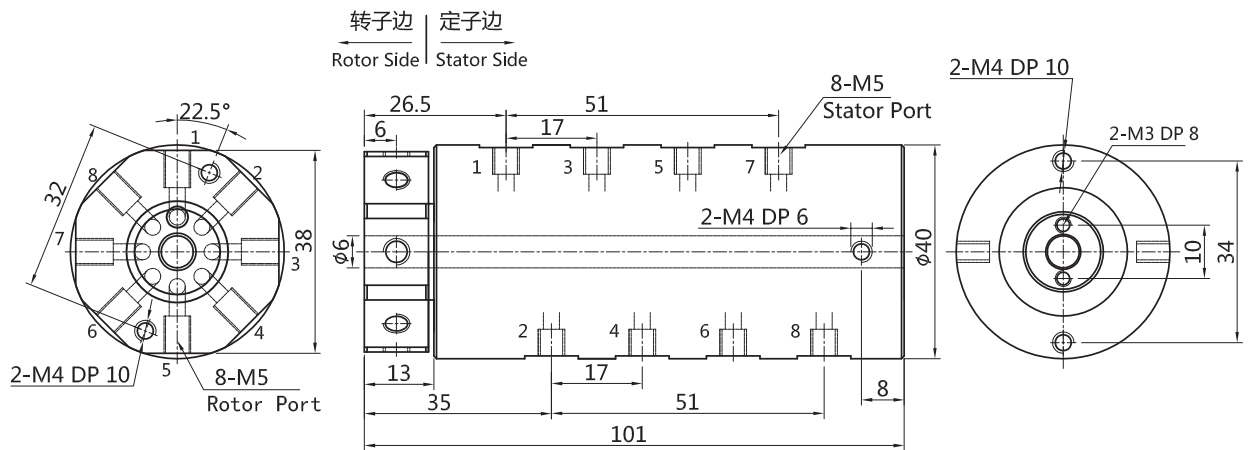 转子边 定子边
Rotor Side Stator Side
22.5°
1
2
3
4
5
6
7
8
32
38
2-M4 DP 10
8-M5
Rotor Port
26.5
51
6
17
8-M5
Stator Port
1
3
5
7
ϕ6
2-M4 DP 6
ϕ40
2
4
6
8
13
17
8
35
51
101
2-M4 DP 10
2-M3 DP 8
10
34